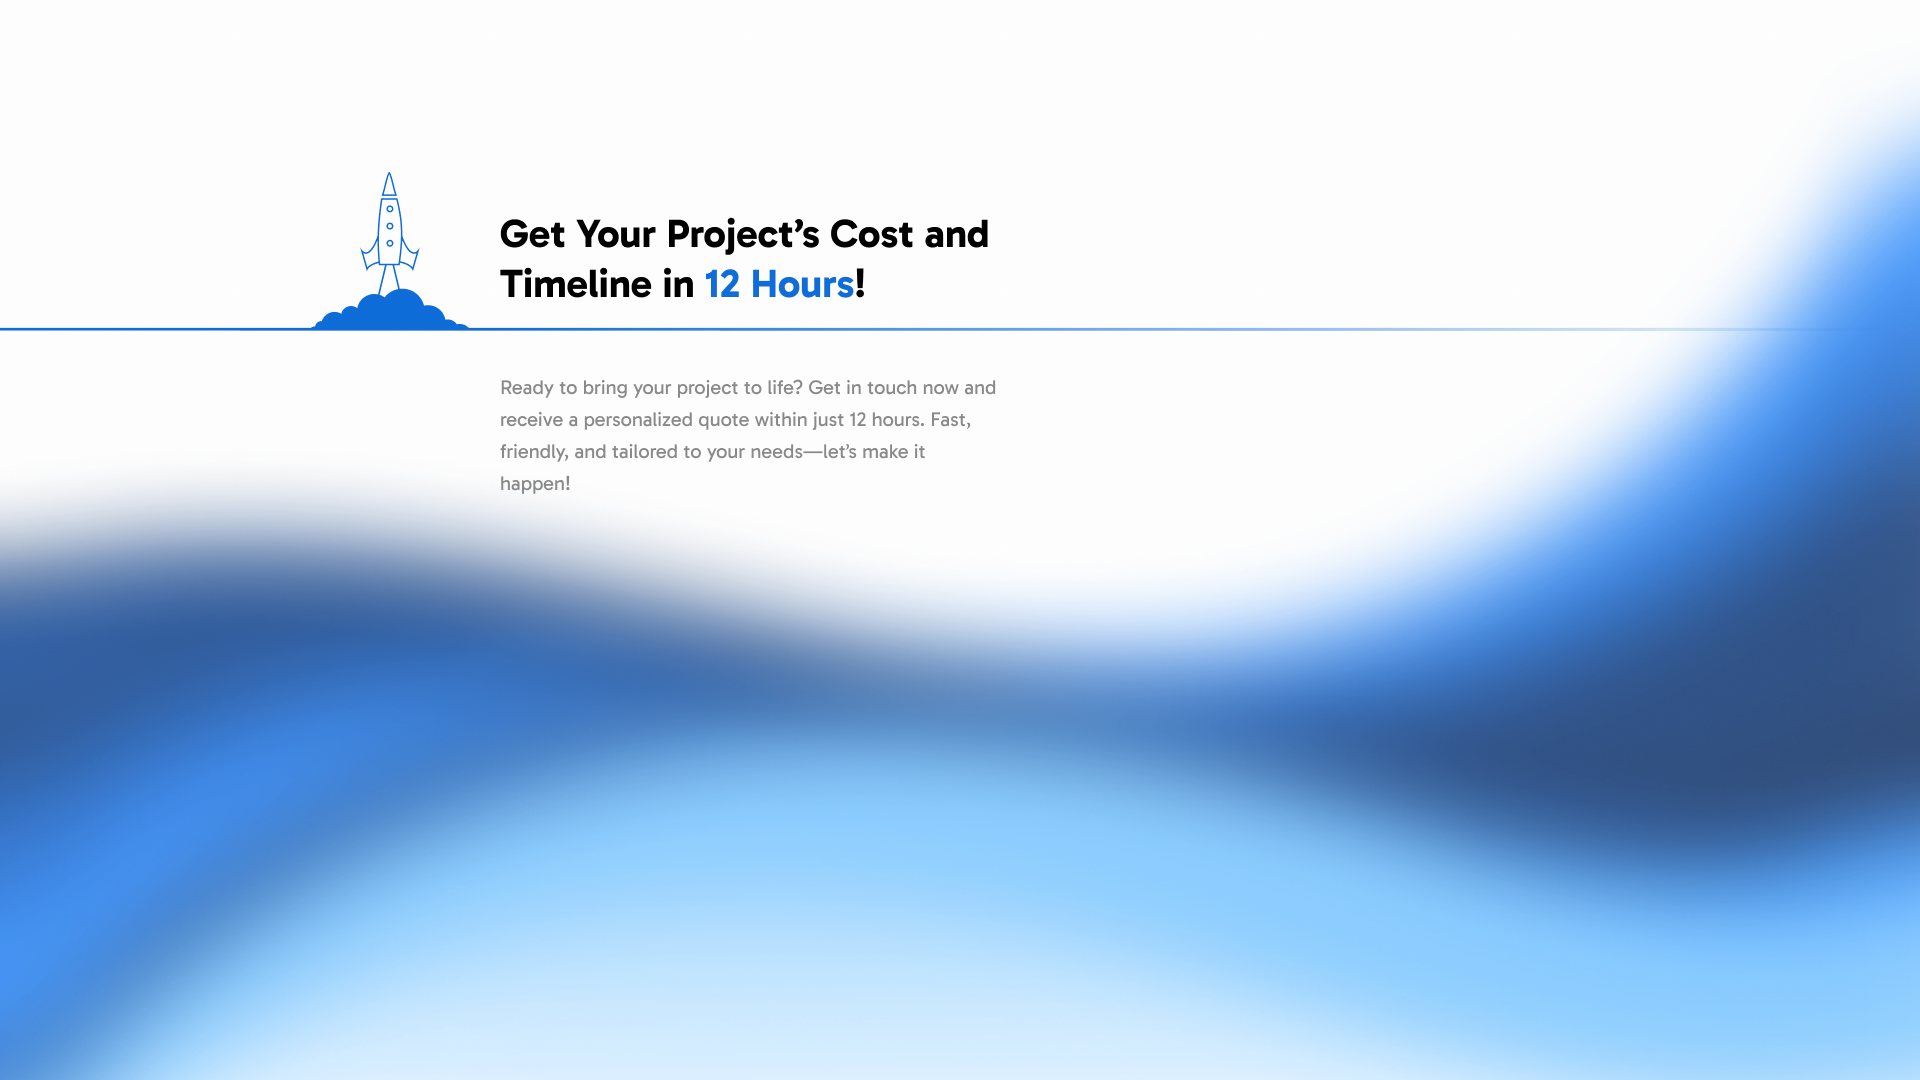 Get Your Project’s Cost and
Timeline in 12 Hours!
Ready to bring your project to life? Get in touch now and
receive a personalized quote within just 12 hours. Fast,
friendly, and tailored to your needs—let’s make it
happen!